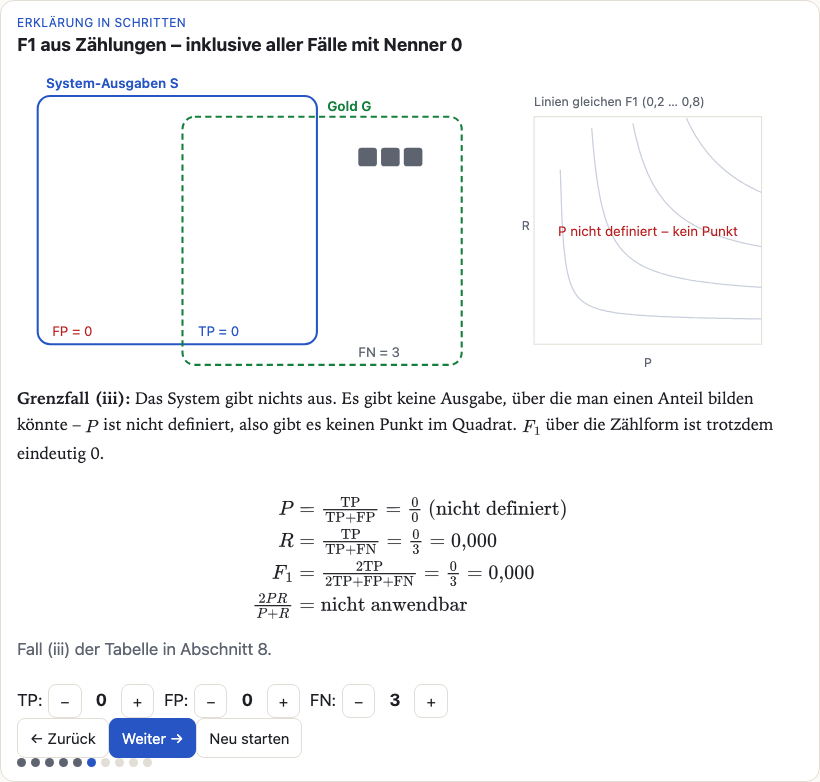 ERKLÄRUNG IN SCHRITTEN
F1 aus Zählungen – inklusive aller Fälle mit Nenner 0
System-Ausgaben S
Gold G
Linien gleichen F1 (0,2 … 0,8)
R
P nicht definiert – kein Punkt
FP = 0
TP = 0
FN = 3
P
Grenzfall (iii): Das System gibt nichts aus. Es gibt keine Ausgabe, über die man einen Anteil bilden
könnte – P ist nicht definiert, also gibt es keinen Punkt im Quadrat. F₁ über die Zählform ist trotzdem
eindeutig 0.
P = TP/(TP+FP) = 0/0 (nicht definiert)
R = TP/(TP+FN) = 0/3 = 0,000
F₁ = 2TP/(2TP+FP+FN) = 0/3 = 0,000
2PR/(P+R) = nicht anwendbar
Fall (iii) der Tabelle in Abschnitt 8.
TP: − 0 + FP: − 0 + FN: − 3 +
← Zurück Weiter → Neu starten